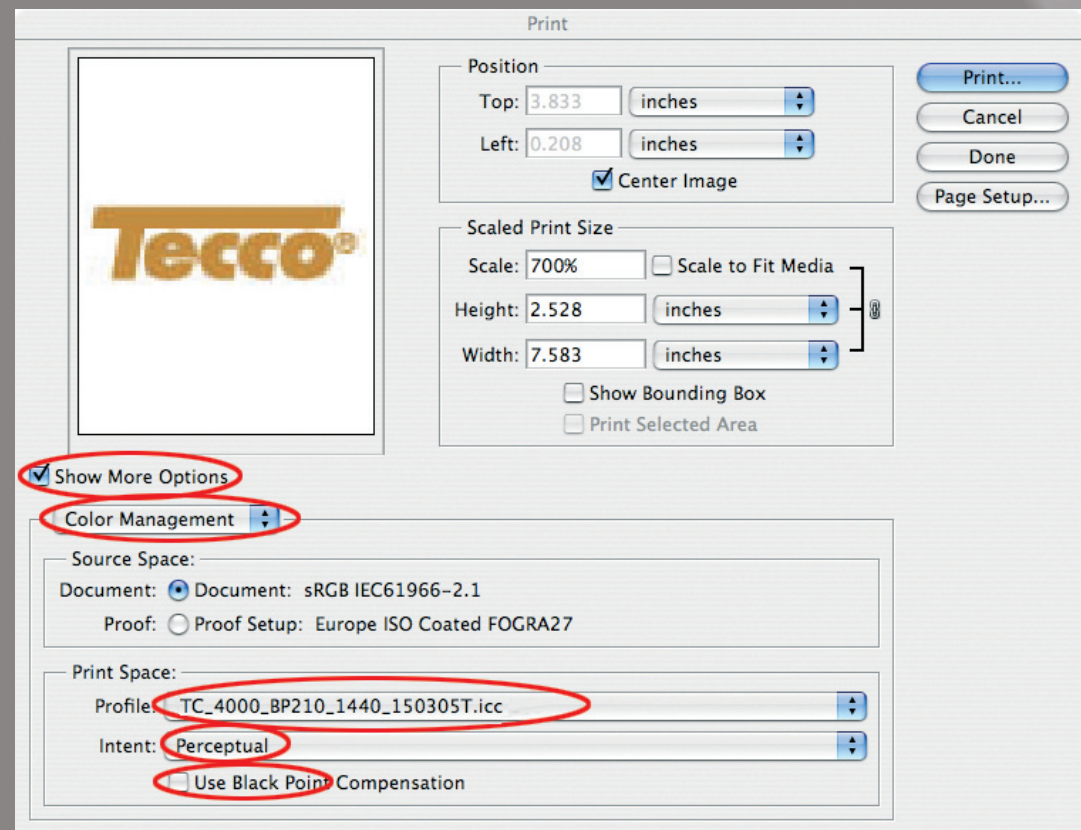 Print
Tecco®
Position
Top: 3.833 inches
Left: 0.208 inches
Center Image
Print...
Cancel
Done
Page Setup...
Scaled Print Size
Scale: 700% Scale to Fit Media
Height: 2.528 inches
Width: 7.583 inches
Show Bounding Box
Print Selected Area
Show More Options
Color Management
Source Space:
Document: Document: sRGB IEC61966-2.1
Proof: Proof Setup: Europe ISO Coated FOGRA27
Print Space:
Profile: TC_4000_BP210_1440_150305T.icc
Intent: Perceptual
Use Black Point Compensation